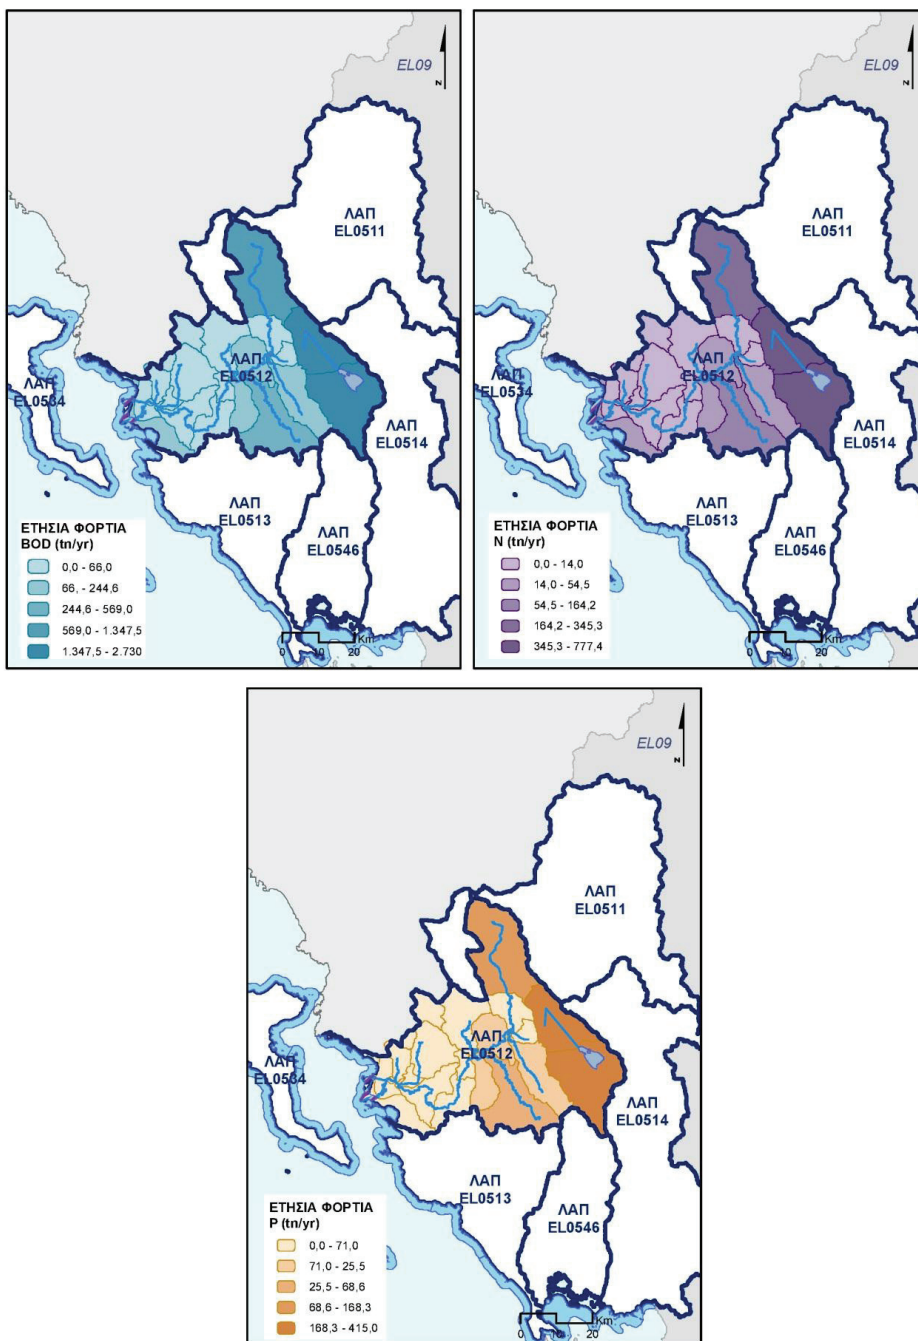 EL09
N
ΛΑΠ
EL0511
ΛΑΠ
EL0512
ΛΑΠ
EL0534
ΛΑΠ
EL0514
ΛΑΠ
EL0513
ΛΑΠ
EL0546
ΕΤΗΣΙΑ ΦΟΡΤΙΑ
BOD (tn/yr)
0,0 - 66,0
66, - 244,6
244,6 - 569,0
569,0 - 1.347,5
1.347,5 - 2.730
Km
0 10 20
EL09
N
ΛΑΠ
EL0511
ΛΑΠ
EL0512
ΛΑΠ
EL0534
ΛΑΠ
EL0514
ΛΑΠ
EL0513
ΛΑΠ
EL0546
ΕΤΗΣΙΑ ΦΟΡΤΙΑ
N (tn/yr)
0,0 - 14,0
14,0 - 54,5
54,5 - 164,2
164,2 - 345,3
345,3 - 777,4
Km
0 10 20
EL09
N
ΛΑΠ
EL0511
ΛΑΠ
EL0512
ΛΑΠ
EL0534
ΛΑΠ
EL0514
ΛΑΠ
EL0513
ΛΑΠ
EL0546
ΕΤΗΣΙΑ ΦΟΡΤΙΑ
P (tn/yr)
0,0 - 71,0
71,0 - 25,5
25,5 - 68,6
68,6 - 168,3
168,3 - 415,0
Km
0 10 20